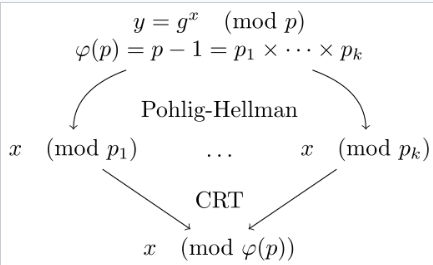 y = g^x (mod p)
φ(p) = p − 1 = p_1 × ⋯ × p_k
Pohlig-Hellman
x (mod p_1) … x (mod p_k)
CRT
x (mod φ(p))